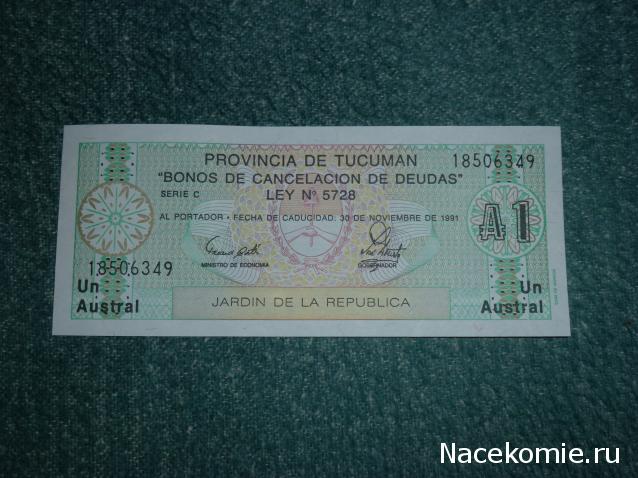 PROVINCIA DE TUCUMAN
18506349
"BONOS DE CANCELACION DE DEUDAS"
SERIE C
LEY Nº 5728
AL PORTADOR • FECHA DE CADUCIDAD: 30 DE NOVIEMBRE DE 1991
A1
18506349
MINISTRO DE ECONOMIA
GOBERNADOR
Un
Austral
JARDIN DE LA REPUBLICA
Un
Austral
Nacekomie.ru